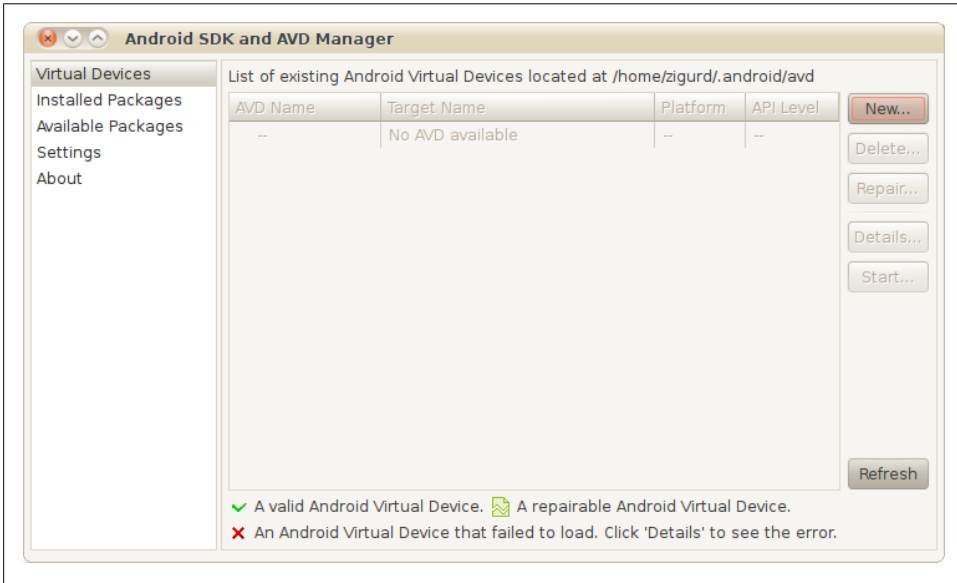 Android SDK and AVD Manager
Virtual Devices
Installed Packages
Available Packages
Settings
About
List of existing Android Virtual Devices located at /home/zigurd/.android/avd
AVD Name Target Name Platform API Level
-- No AVD available -- --
New...
Delete...
Repair...
Details...
Start...
Refresh
A valid Android Virtual Device. A repairable Android Virtual Device.
An Android Virtual Device that failed to load. Click 'Details' to see the error.